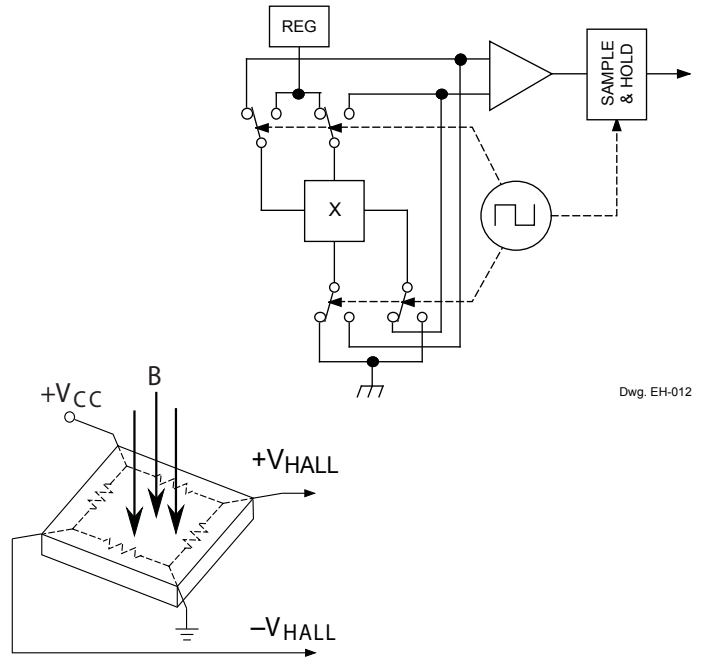 REG
SAMPLE
& HOLD
X
Dwg. EH-012
B
+VCC
+VHALL
–VHALL